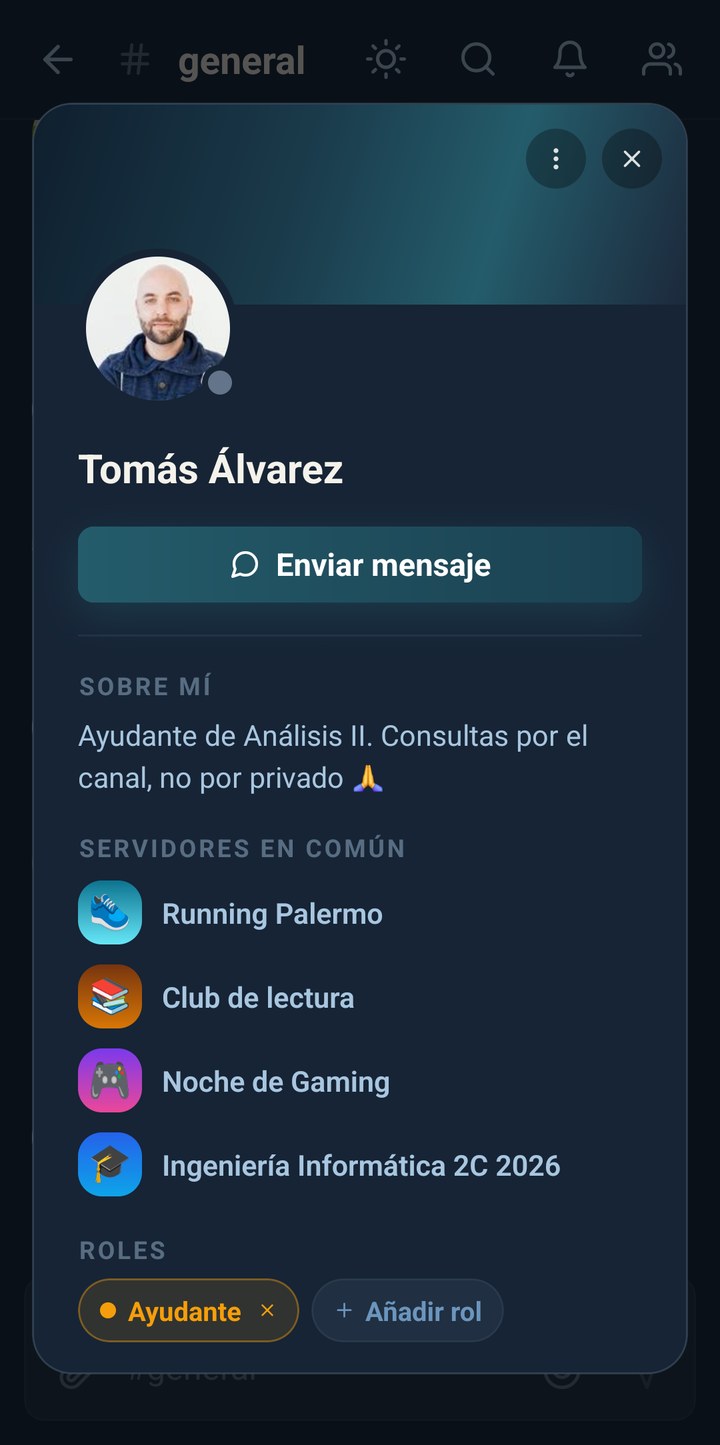 # general
Tomás Álvarez
Enviar mensaje
SOBRE MÍ
Ayudante de Análisis II. Consultas por el
canal, no por privado 🙏
SERVIDORES EN COMÚN
Running Palermo
Club de lectura
Noche de Gaming
Ingeniería Informática 2C 2026
ROLES
Ayudante ×
+ Añadir rol
#general